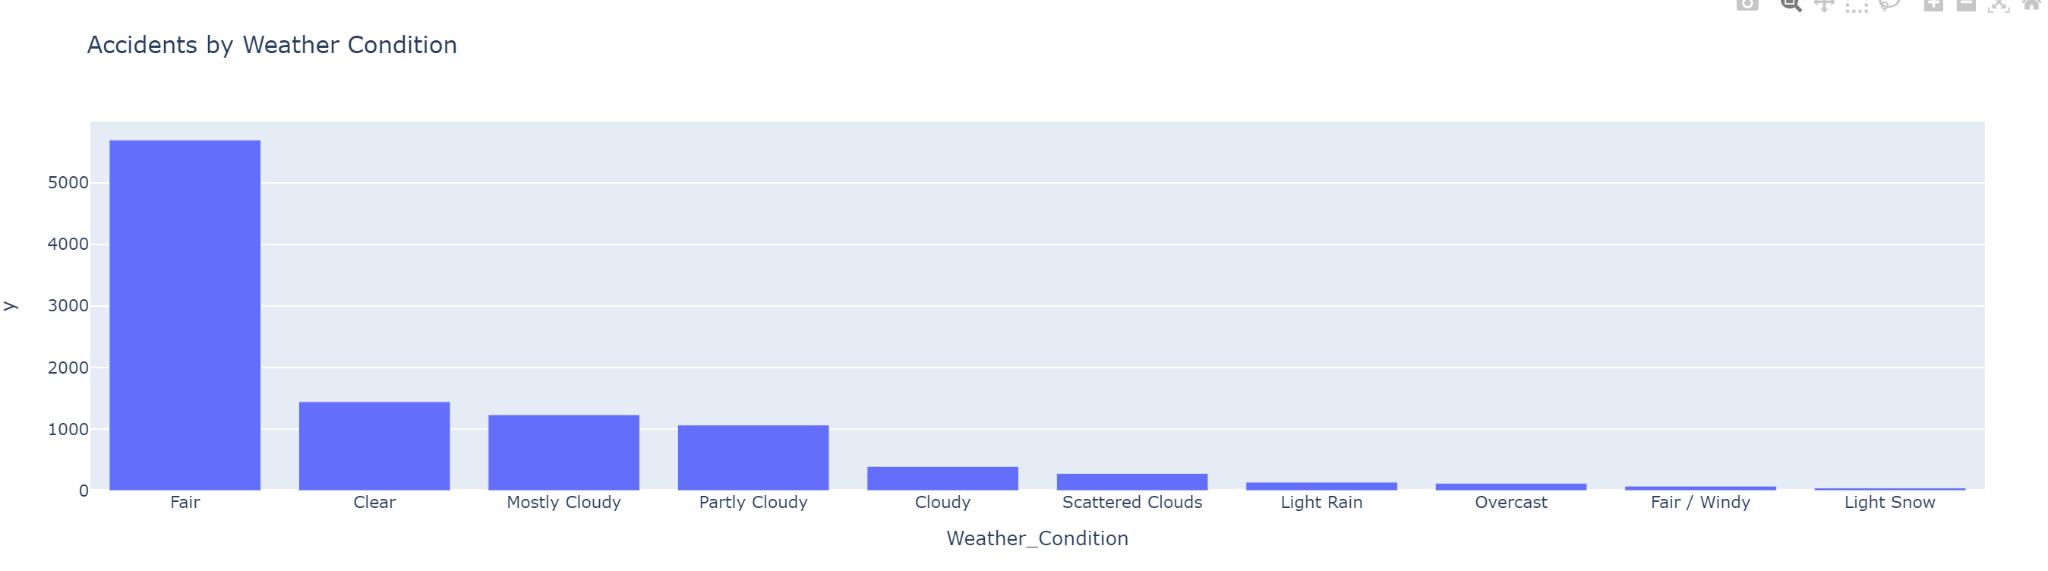 Accidents by Weather Condition
y
5000
4000
3000
2000
1000
0
Fair Clear Mostly Cloudy Partly Cloudy Cloudy Scattered Clouds Light Rain Overcast Fair / Windy Light Snow
Weather_Condition